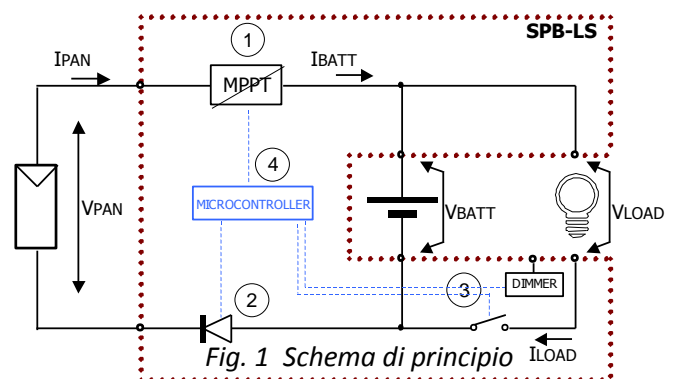 SPB-LS
1
IPAN
IBATT
MPPT
4
MICROCONTROLLER
VPAN
VBATT
VLOAD
DIMMER
2
3
ILOAD
Fig. 1 Schema di principio